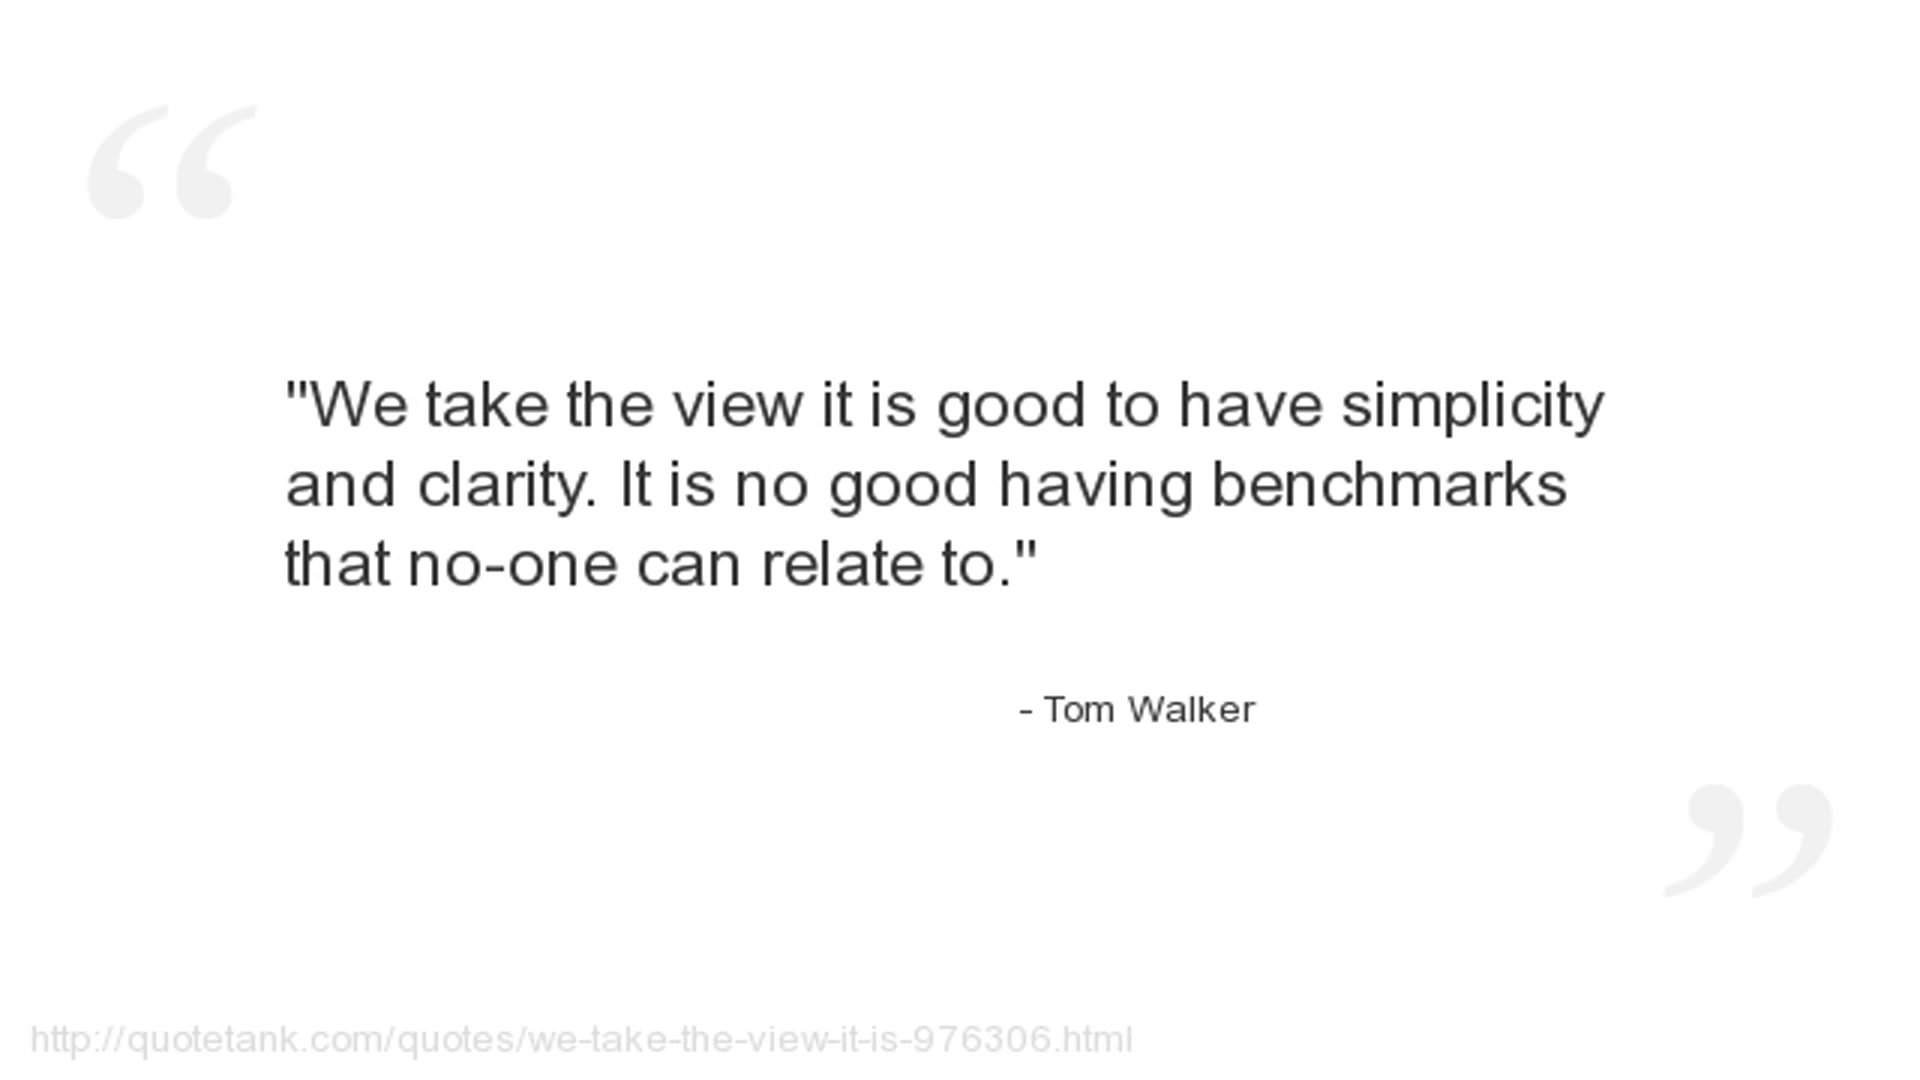 "We take the view it is good to have simplicity
and clarity. It is no good having benchmarks
that no-one can relate to."
- Tom Walker
http://quotetank.com/quotes/we-take-the-view-it-is-976306.html